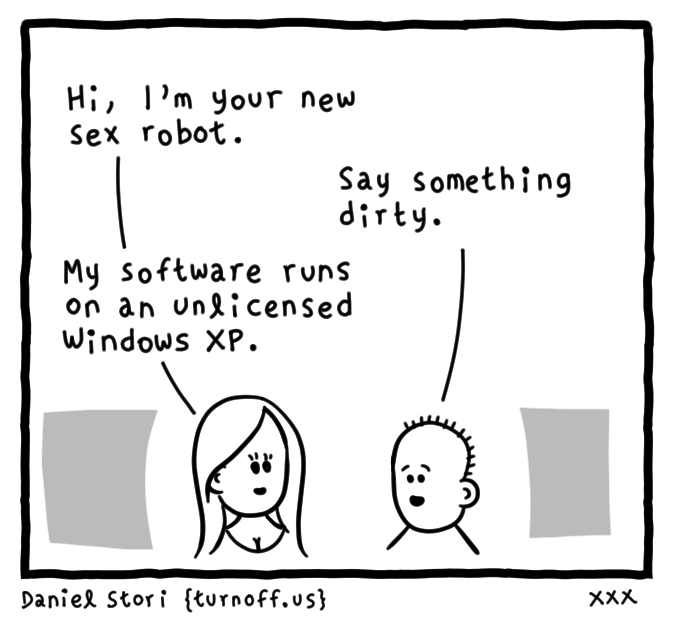 Hi, I'm your new
sex robot.
Say something
dirty.
My software runs
on an unlicensed
Windows XP.
Daniel Stori {turnoff.us}
XXX